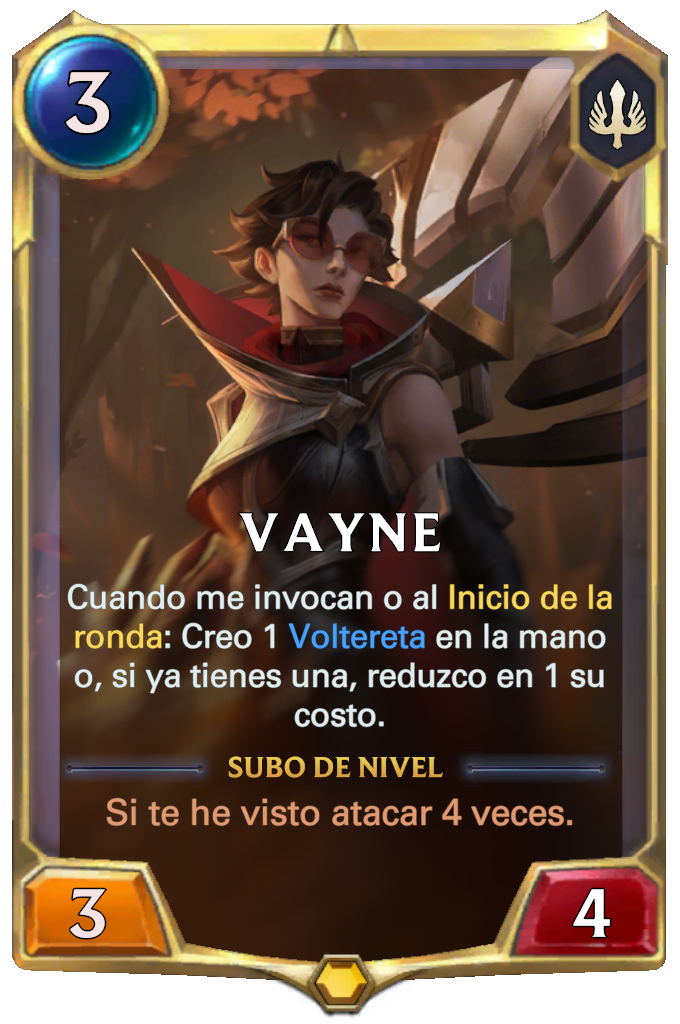 3
VAYNE
Cuando me invocan o al Inicio de la
ronda: Creo 1 Voltereta en la mano
o, si ya tienes una, reduzco en 1 su
costo.
SUBO DE NIVEL
Si te he visto atacar 4 veces.
3
4